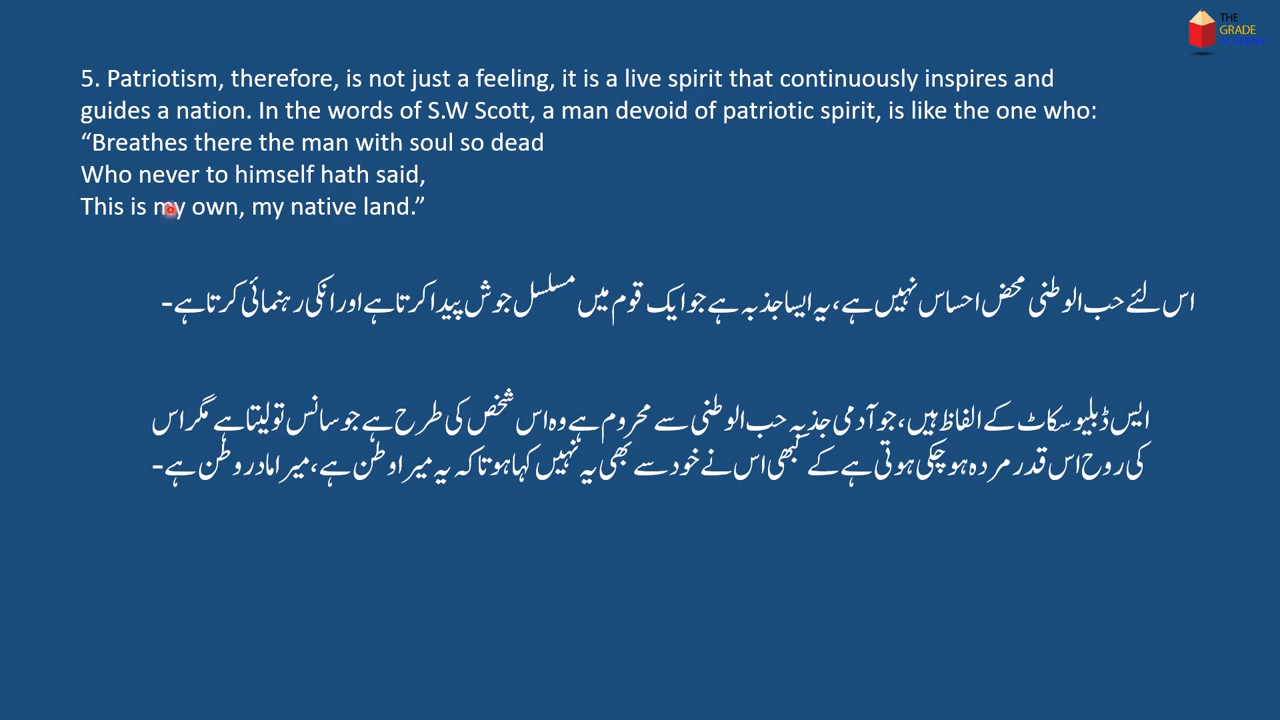 THE
GRADE
ACADEMY
5. Patriotism, therefore, is not just a feeling, it is a live spirit that continuously inspires and
guides a nation. In the words of S.W Scott, a man devoid of patriotic spirit, is like the one who:
“Breathes there the man with soul so dead
Who never to himself hath said,
This is my own, my native land.”
اس لئے حب الوطنی محض احساس نہیں ہے، یہ ایسا جذبہ ہے جو ایک قوم میں مسلسل جوش پیدا کرتا ہے اور انکی رہنمائی کرتا ہے-
ایس ڈبلیو سکاٹ کے الفاظ ہیں، جو آدمی جذبہ حب الوطنی سے محروم ہے وہ اس شخص کی طرح ہے جو سانس تو لیتا ہے مگر اس
کی روح اس قدر مردہ ہو چکی ہوتی ہے کے کبھی اس نے خود سے بھی یہ نہیں کہا ہوتا کہ یہ میرا وطن ہے، میرا مادر وطن ہے-